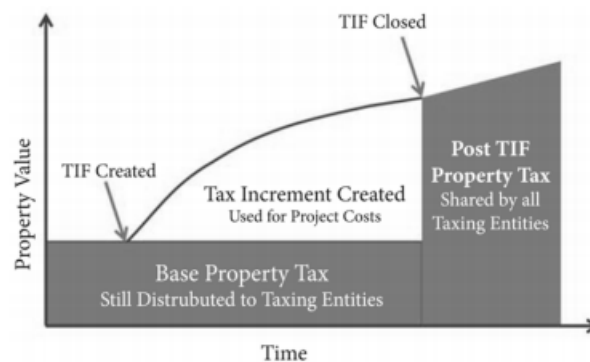 TIF Closed
TIF Created
Property Value
Tax Increment Created
Used for Project Costs
Post TIF
Property Tax
Shared by all
Taxing Entities
Base Property Tax
Still Distrubuted to Taxing Entities
Time